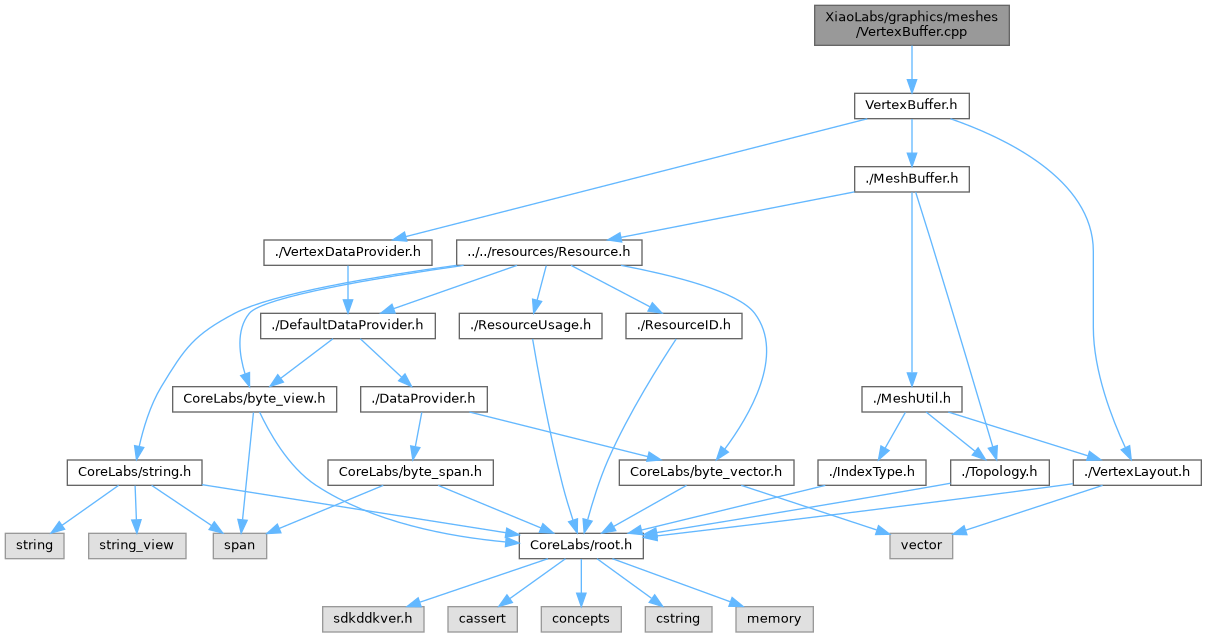 XiaoLabs/graphics/meshes
/VertexBuffer.cpp
VertexBuffer.h
./MeshBuffer.h
./VertexDataProvider.h
../../resources/Resource.h
./DefaultDataProvider.h
./ResourceUsage.h
./ResourceID.h
CoreLabs/byte_view.h
./DataProvider.h
./MeshUtil.h
CoreLabs/string.h
CoreLabs/byte_span.h
CoreLabs/byte_vector.h
./IndexType.h
./Topology.h
./VertexLayout.h
string
string_view
span
CoreLabs/root.h
vector
sdkddkver.h
cassert
concepts
cstring
memory